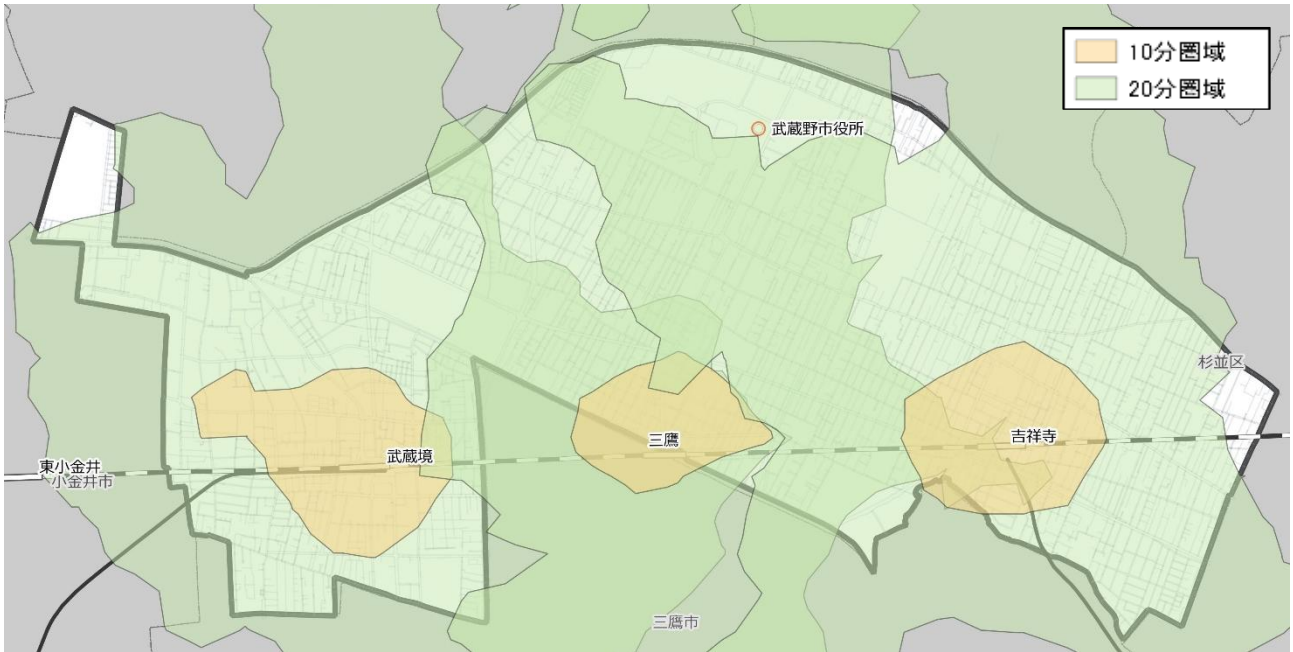 10分圏域
20分圏域
武蔵野市役所
杉並区
吉祥寺
三鷹
武蔵境
東小金井
小金井市
三鷹市